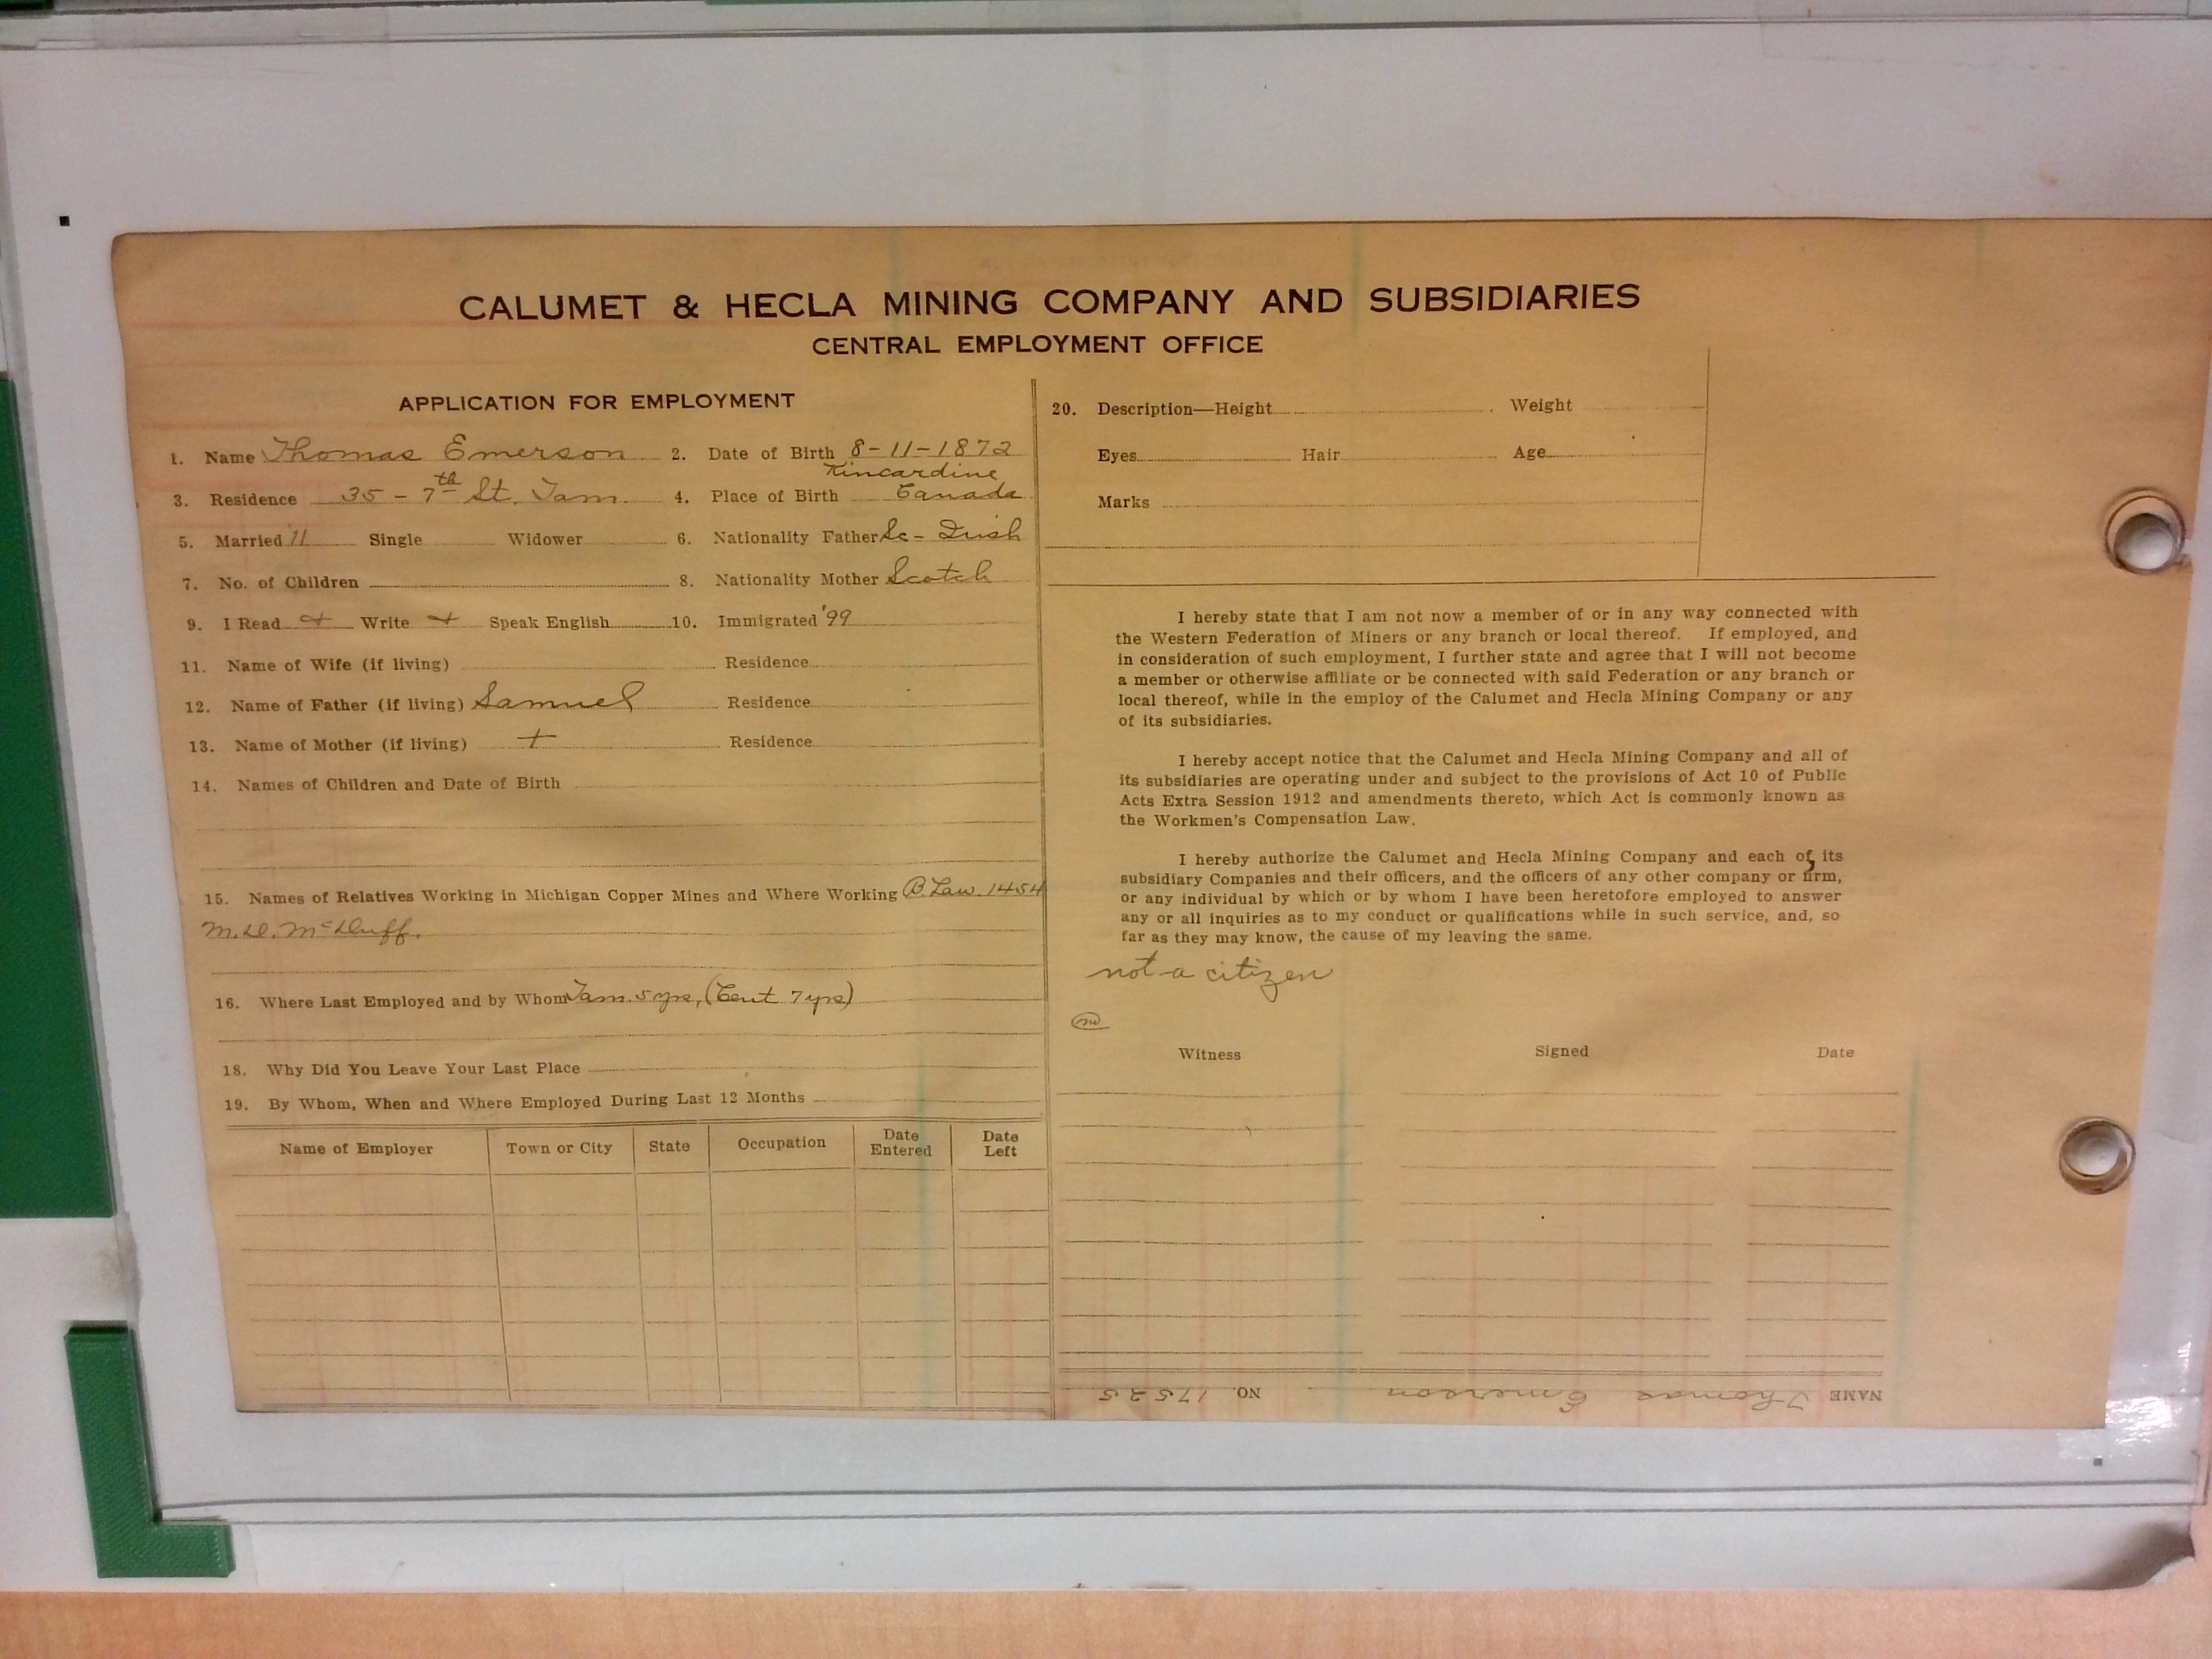 CALUMET & HECLA MINING COMPANY AND SUBSIDIARIES
CENTRAL EMPLOYMENT OFFICE
APPLICATION FOR EMPLOYMENT
1. Name Thomas Emerson 2. Date of Birth 8-11-1872
3. Residence 35 - 7th St. Tam. 4. Place of Birth Kincardine Canada
5. Married 11 Single Widower 6. Nationality Father Sc - Irish
7. No. of Children 8. Nationality Mother Scotch
9. I Read + Write + Speak English 10. Immigrated '99
11. Name of Wife (if living) Residence
12. Name of Father (if living) Samuel Residence
13. Name of Mother (if living) + Residence
14. Names of Children and Date of Birth
15. Names of Relatives Working in Michigan Copper Mines and Where Working B. Law. 1454
M.D. McDuff.
16. Where Last Employed and by Whom Tam. 5 yrs, (Cent 7 yrs)
18. Why Did You Leave Your Last Place
19. By Whom, When and Where Employed During Last 12 Months
Name of Employer Town or City State Occupation Date Entered Date Left
20. Description—Height Weight
Eyes Hair Age
Marks
I hereby state that I am not now a member of or in any way connected with
the Western Federation of Miners or any branch or local thereof. If employed, and
in consideration of such employment, I further state and agree that I will not become
a member or otherwise affiliate or be connected with said Federation or any branch or
local thereof, while in the employ of the Calumet and Hecla Mining Company or any
of its subsidiaries.
I hereby accept notice that the Calumet and Hecla Mining Company and all of
its subsidiaries are operating under and subject to the provisions of Act 10 of Public
Acts Extra Session 1912 and amendments thereto, which Act is commonly known as
the Workmen's Compensation Law.
I hereby authorize the Calumet and Hecla Mining Company and each of its
subsidiary Companies and their officers, and the officers of any other company or firm,
or any individual by which or by whom I have been heretofore employed to answer
any or all inquiries as to my conduct or qualifications while in such service, and, so
far as they may know, the cause of my leaving the same.
not a citizen
Witness Signed Date
NAME Thomas Emerson NO. 17525